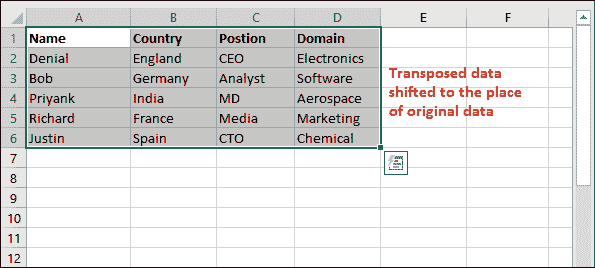 A B C D E F
1 Name Country Postion Domain
2 Denial England CEO Electronics
3 Bob Germany Analyst Software
4 Priyank India MD Aerospace
5 Richard France Media Marketing
6 Justin Spain CTO Chemical
7
8
9
10
11
12
Transposed data
shifted to the place
of original data